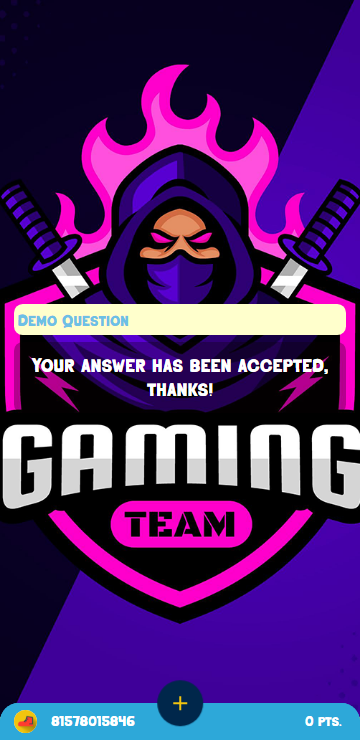 Demo Question
Your answer has been accepted,
thanks!
GAMING
TEAM
+
81578015846
0 pts.